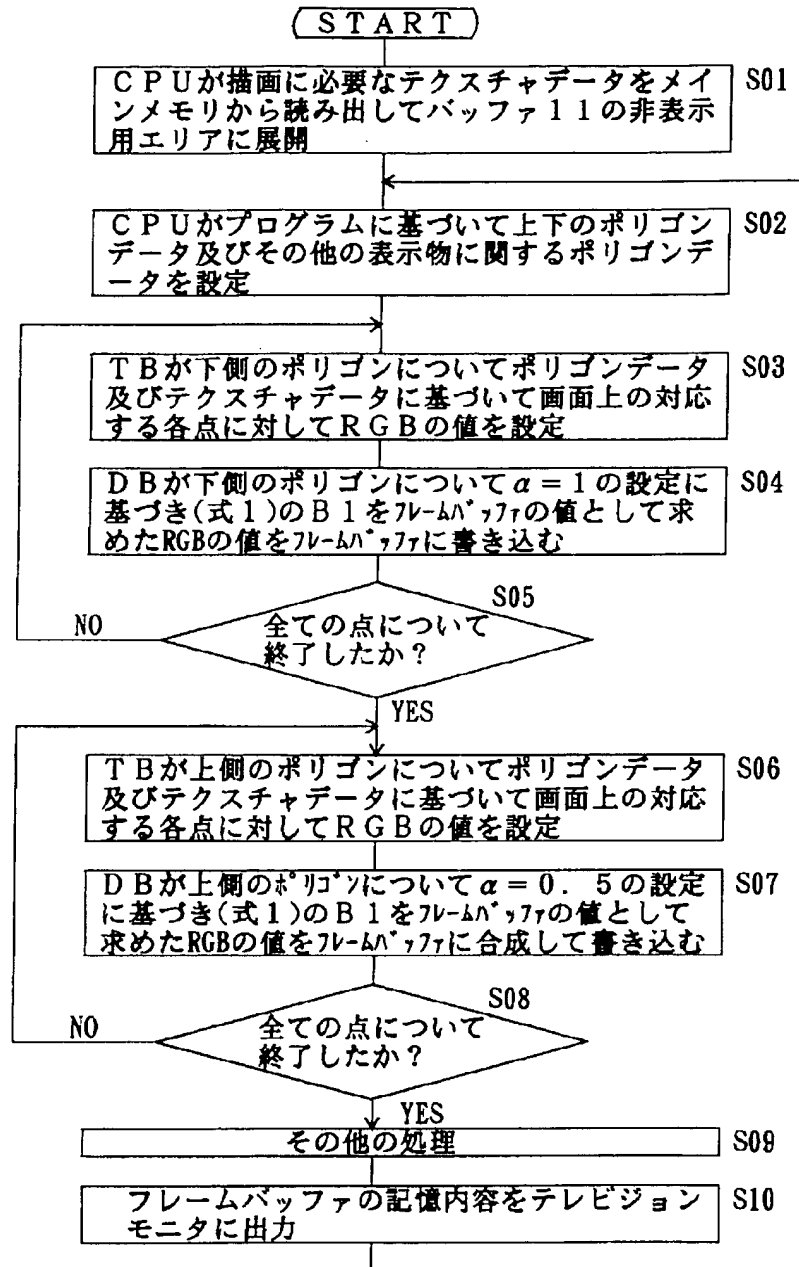 START
CPUが描画に必要なテクスチャデータをメイ
ンメモリから読み出してバッファ11の非表示
用エリアに展開
S01
CPUがプログラムに基づいて上下のポリゴン
データ及びその他の表示物に関するポリゴンデ
ータを設定
S02
TBが下側のポリゴンについてポリゴンデータ
及びテクスチャデータに基づいて画面上の対応
する各点に対してRGBの値を設定
S03
DBが下側のポリゴンについてα=1の設定に
基づき(式1)のB1をフレームバッファの値として求
めたRGBの値をフレームバッファに書き込む
S04
S05
全ての点について
終了したか?
NO
YES
TBが上側のポリゴンについてポリゴンデータ
及びテクスチャデータに基づいて画面上の対応
する各点に対してRGBの値を設定
S06
DBが上側のポリゴンについてα=0.5の設定
に基づき(式1)のB1をフレームバッファの値として
求めたRGBの値をフレームバッファに合成して書き込む
S07
S08
全ての点について
終了したか?
NO
YES
その他の処理
S09
フレームバッファの記憶内容をテレビジョン
モニタに出力
S10